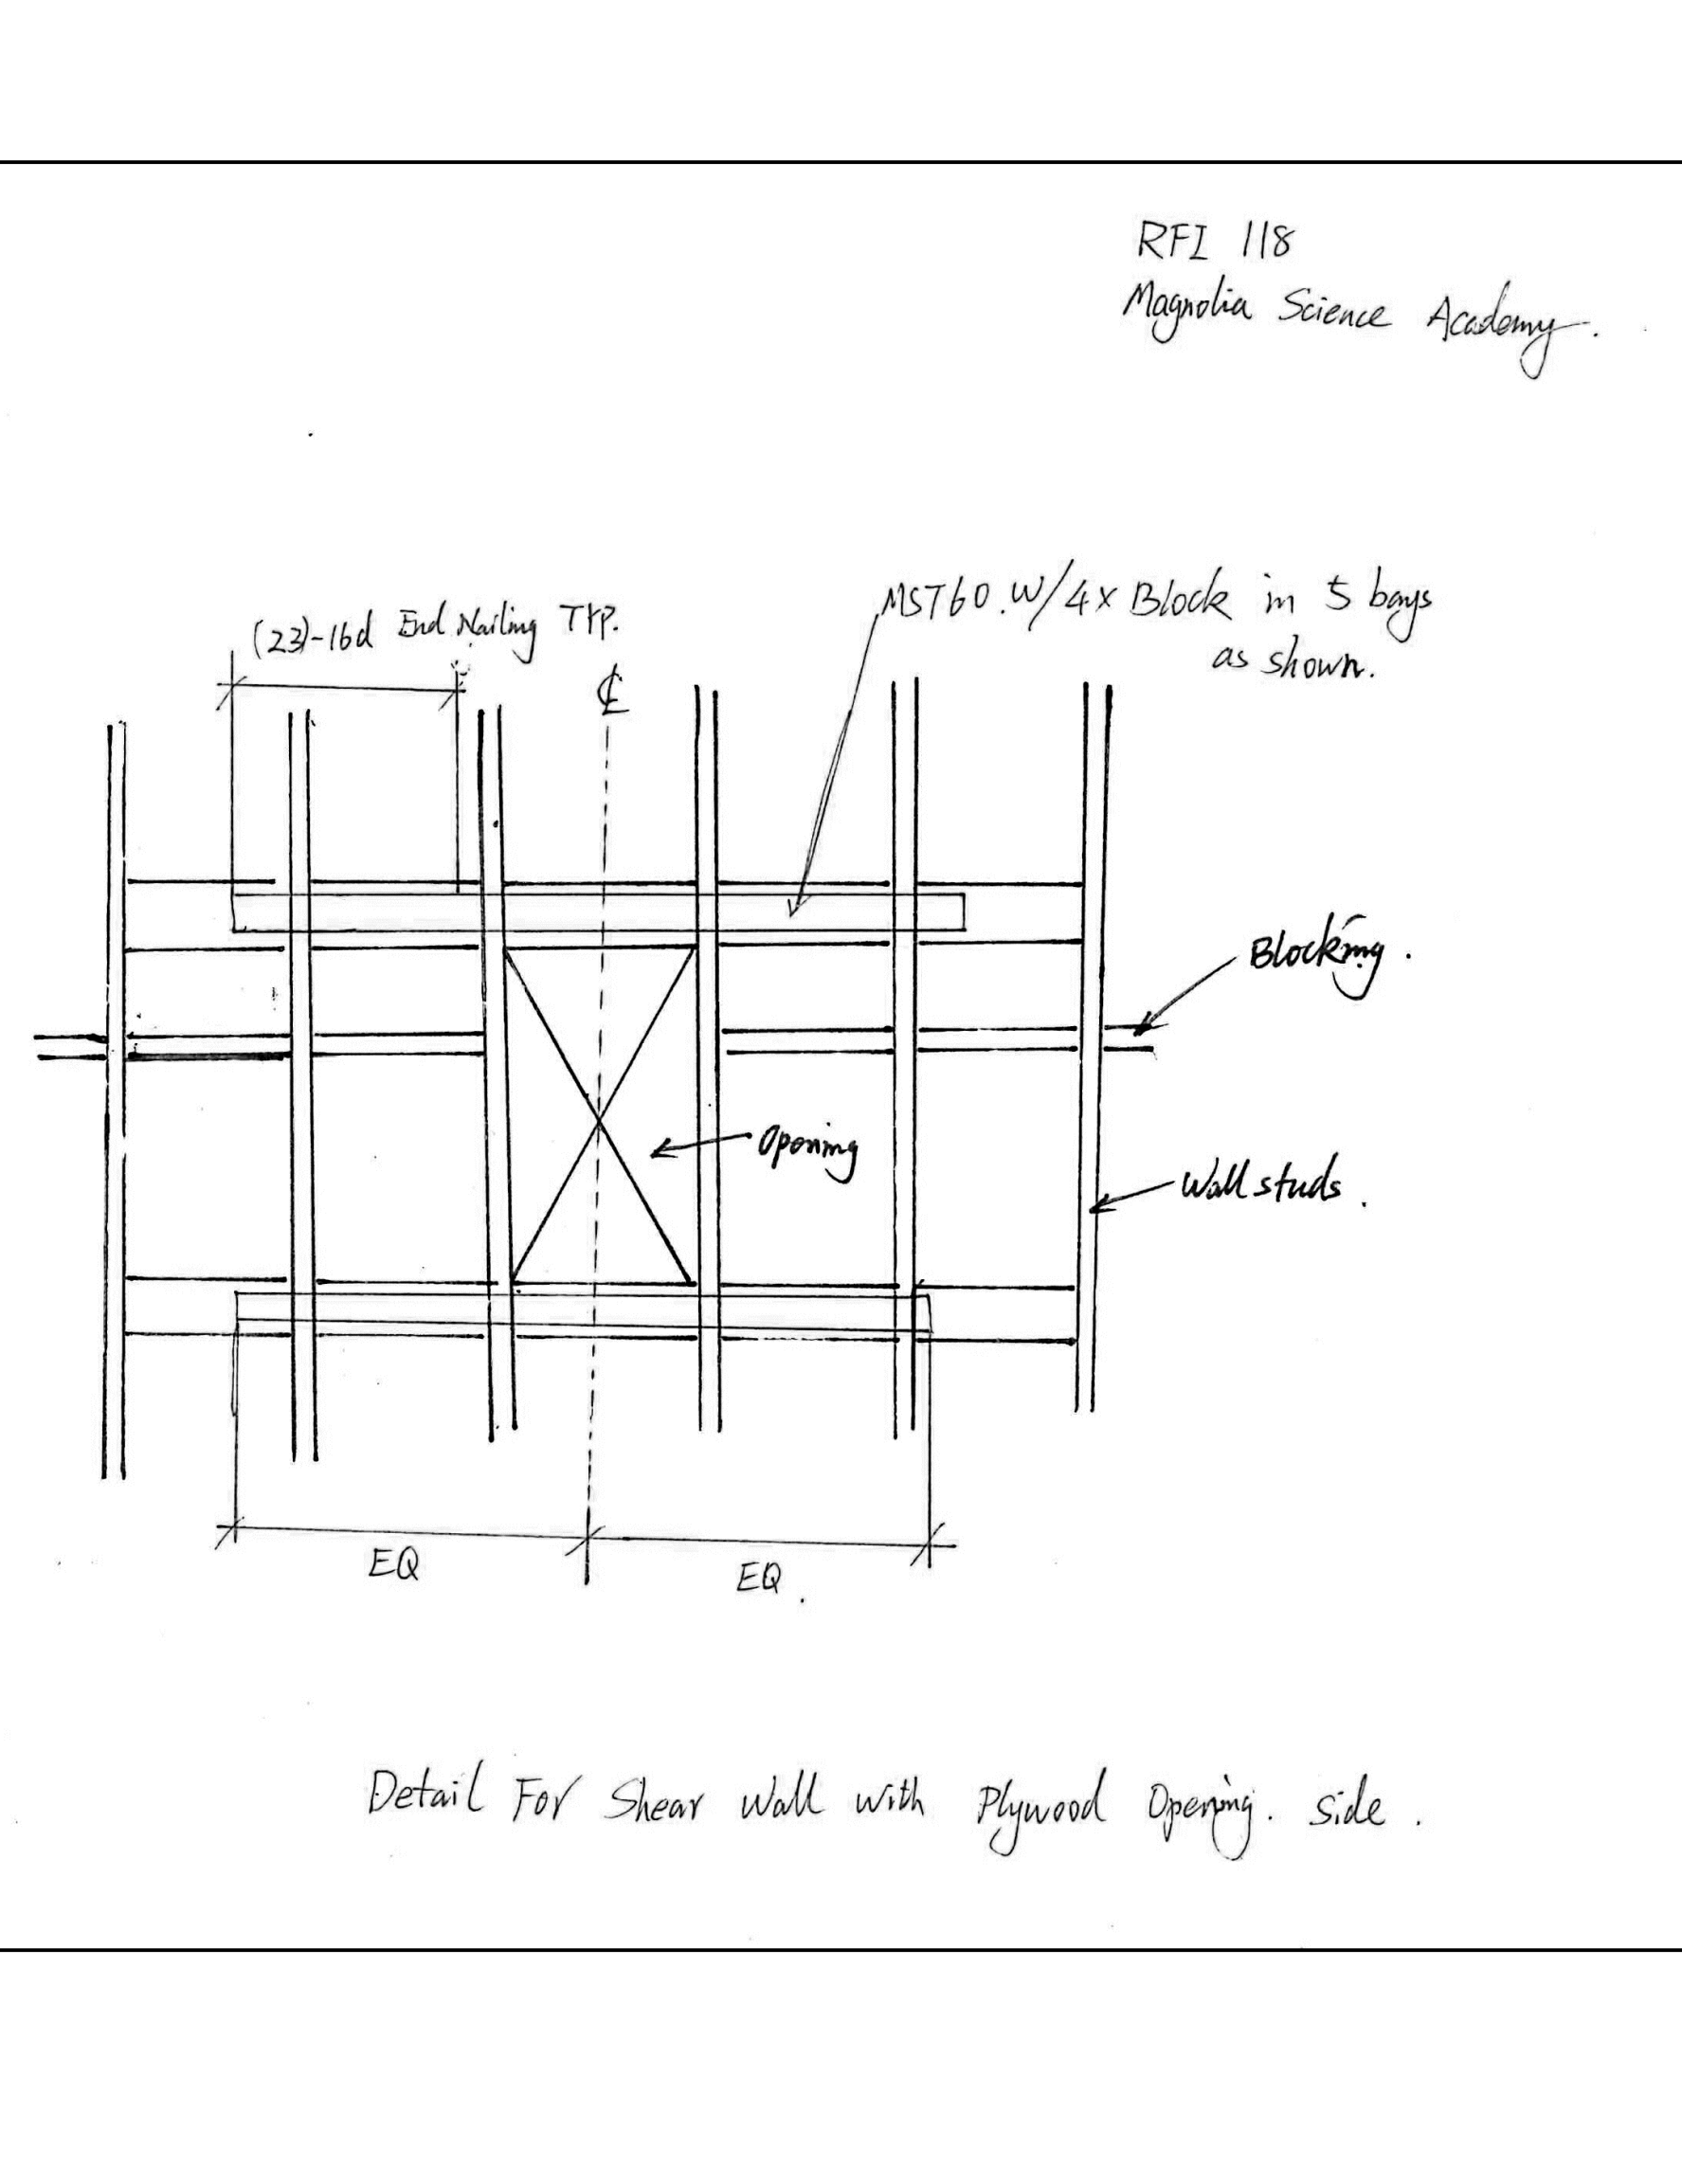 RFI 118
Magnolia Science Academy.
MST60. W/4x Block in 5 bays
as shown.
(23)-16d End Nailing TYP.
℄
Blocking.
Opening
Wall studs.
EQ
EQ.
Detail For Shear Wall with Plywood Opening. Side.